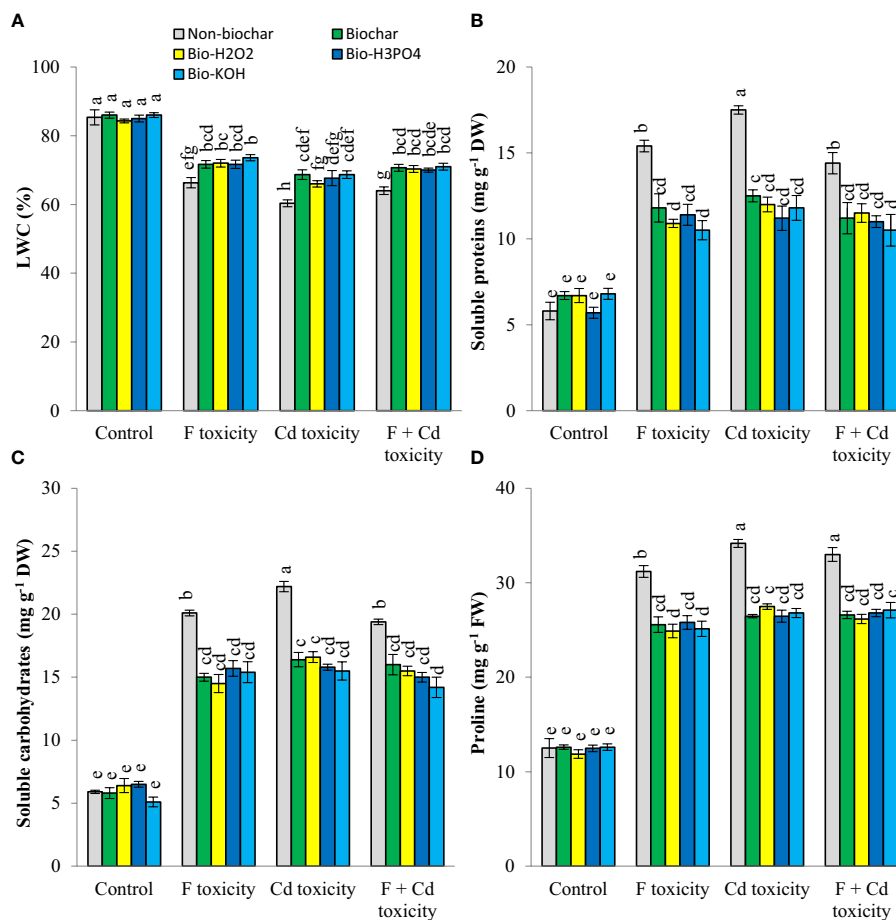 A
Non-biochar Biochar
Bio-H2O2 Bio-H3PO4
Bio-KOH
LWC (%)
100
80
60
40
20
0
a a a a a
efg bcd bc bcd b
h cdef fg defg cdef
g bcd bcd bcde bcd
Control F toxicity Cd toxicity F + Cd
toxicity
B
Soluble proteins (mg g-1 DW)
20
15
10
5
0
e e e e e
b cd d cd d
a c cd cd cd
b cd cd cd d
Control F toxicity Cd toxicity F + Cd
toxicity
C
Soluble carbohydrates (mg g-1 DW)
30
25
20
15
10
5
0
e e e e e
b cd cd cd cd
a c c cd cd
b cd cd cd d
Control F toxicity Cd toxicity F + Cd
toxicity
D
Proline (mg g-1 FW)
40
30
20
10
0
e e e e e
b cd d cd d
a cd c cd cd
a cd cd cd c
Control F toxicity Cd toxicity F + Cd
toxicity